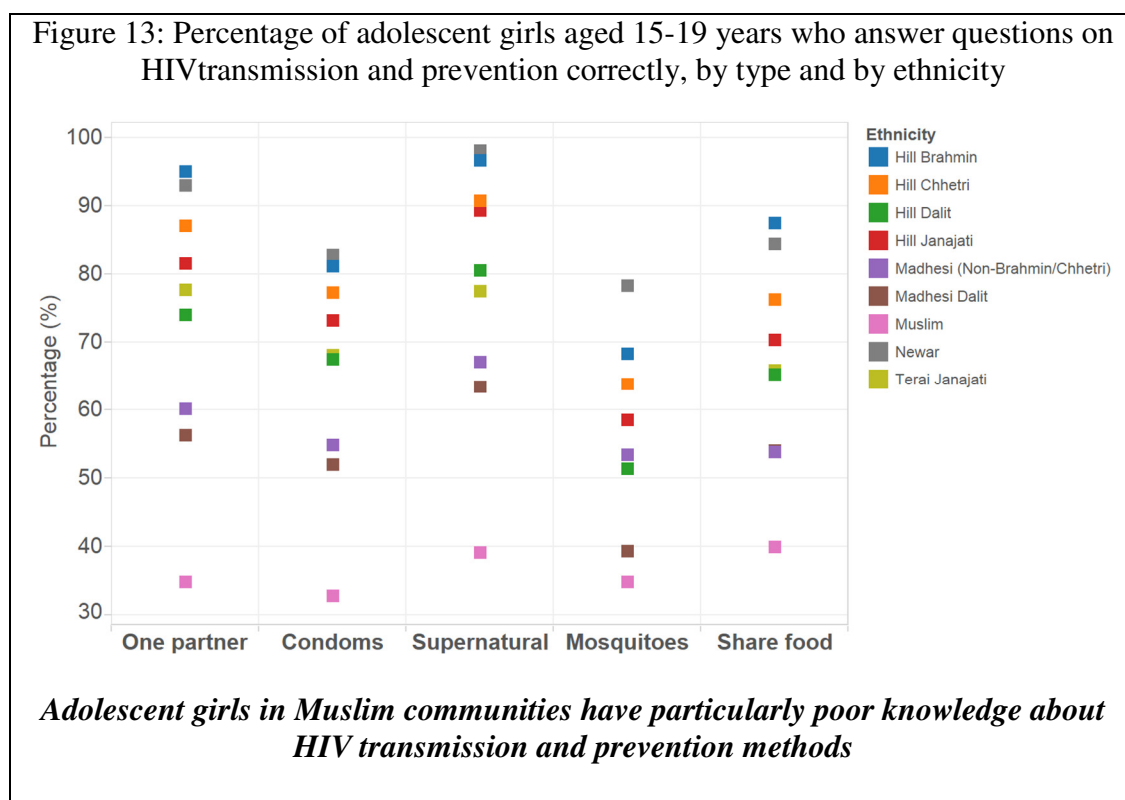 Figure 13: Percentage of adolescent girls aged 15-19 years who answer questions on
HIVtransmission and prevention correctly, by type and by ethnicity
100
90
80
70
60
50
40
30
Percentage (%)
One partner
Condoms
Supernatural
Mosquitoes
Share food
Ethnicity
Hill Brahmin
Hill Chhetri
Hill Dalit
Hill Janajati
Madhesi (Non-Brahmin/Chhetri)
Madhesi Dalit
Muslim
Newar
Terai Janajati
Adolescent girls in Muslim communities have particularly poor knowledge about
HIV transmission and prevention methods